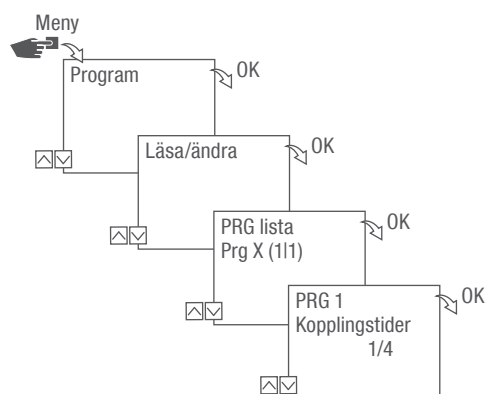 Meny
Program
OK
Läsa/ändra
OK
PRG lista
Prg X (1|1)
OK
PRG 1
Kopplingstider
1/4
OK